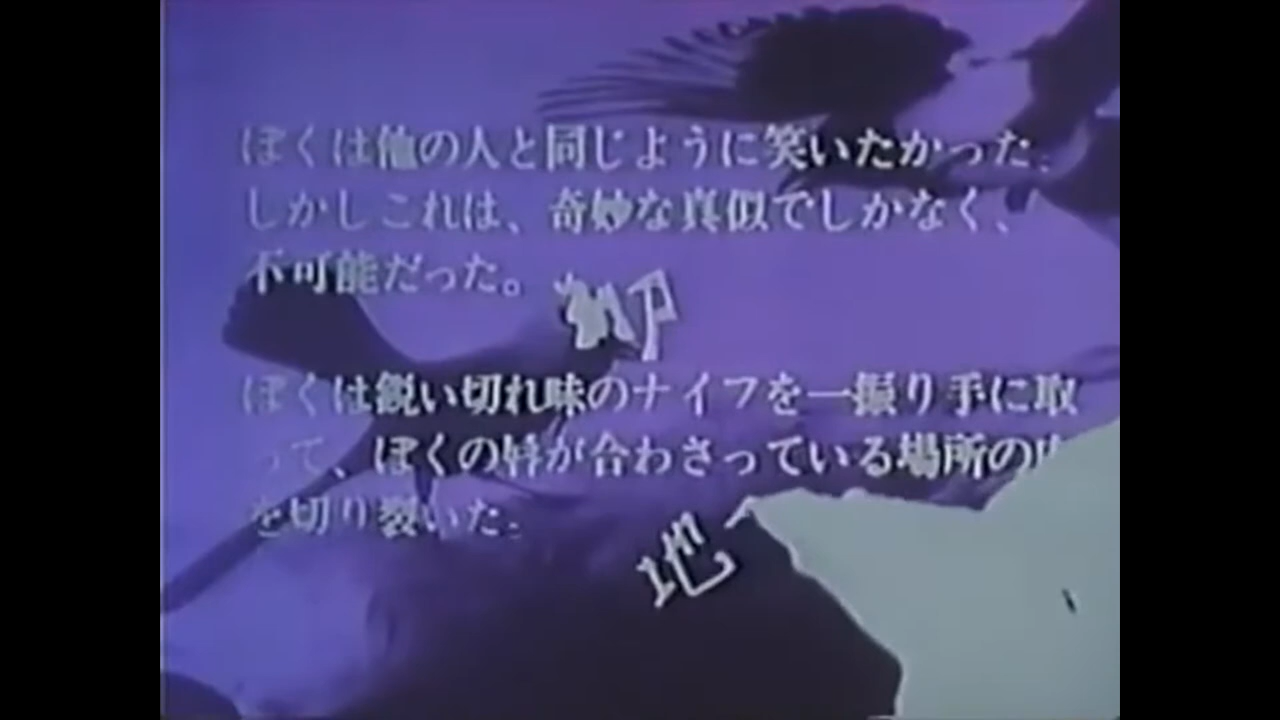 ぼくは他の人と同じように笑いたかった。
しかしこれは、奇妙な真似でしかなく、
不可能だった。
ぼくは鋭い切れ味のナイフを一振り手に取
って、ぼくの唇が合わさっている場所の肉
を切り裂いた。
地